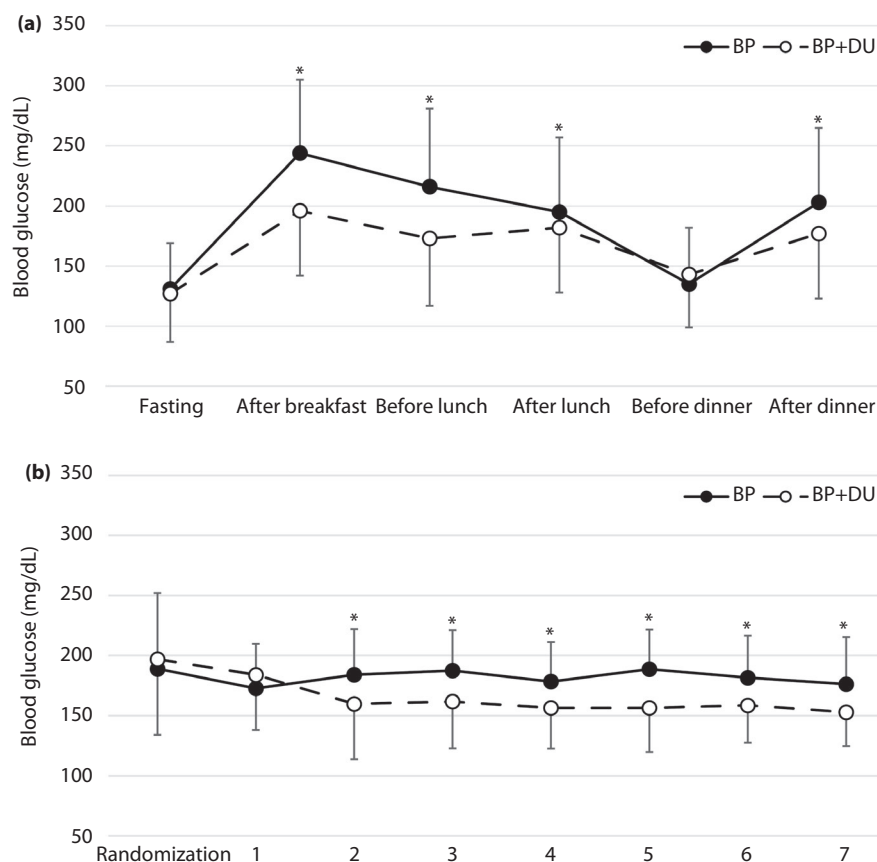 (a)
350
300
250
200
150
100
50
Blood glucose (mg/dL)
BP BP+DU
* * * *
Fasting After breakfast Before lunch After lunch Before dinner After dinner
(b)
350
300
250
200
150
100
50
Blood glucose (mg/dL)
BP BP+DU
* * * * * *
Randomization 1 2 3 4 5 6 7